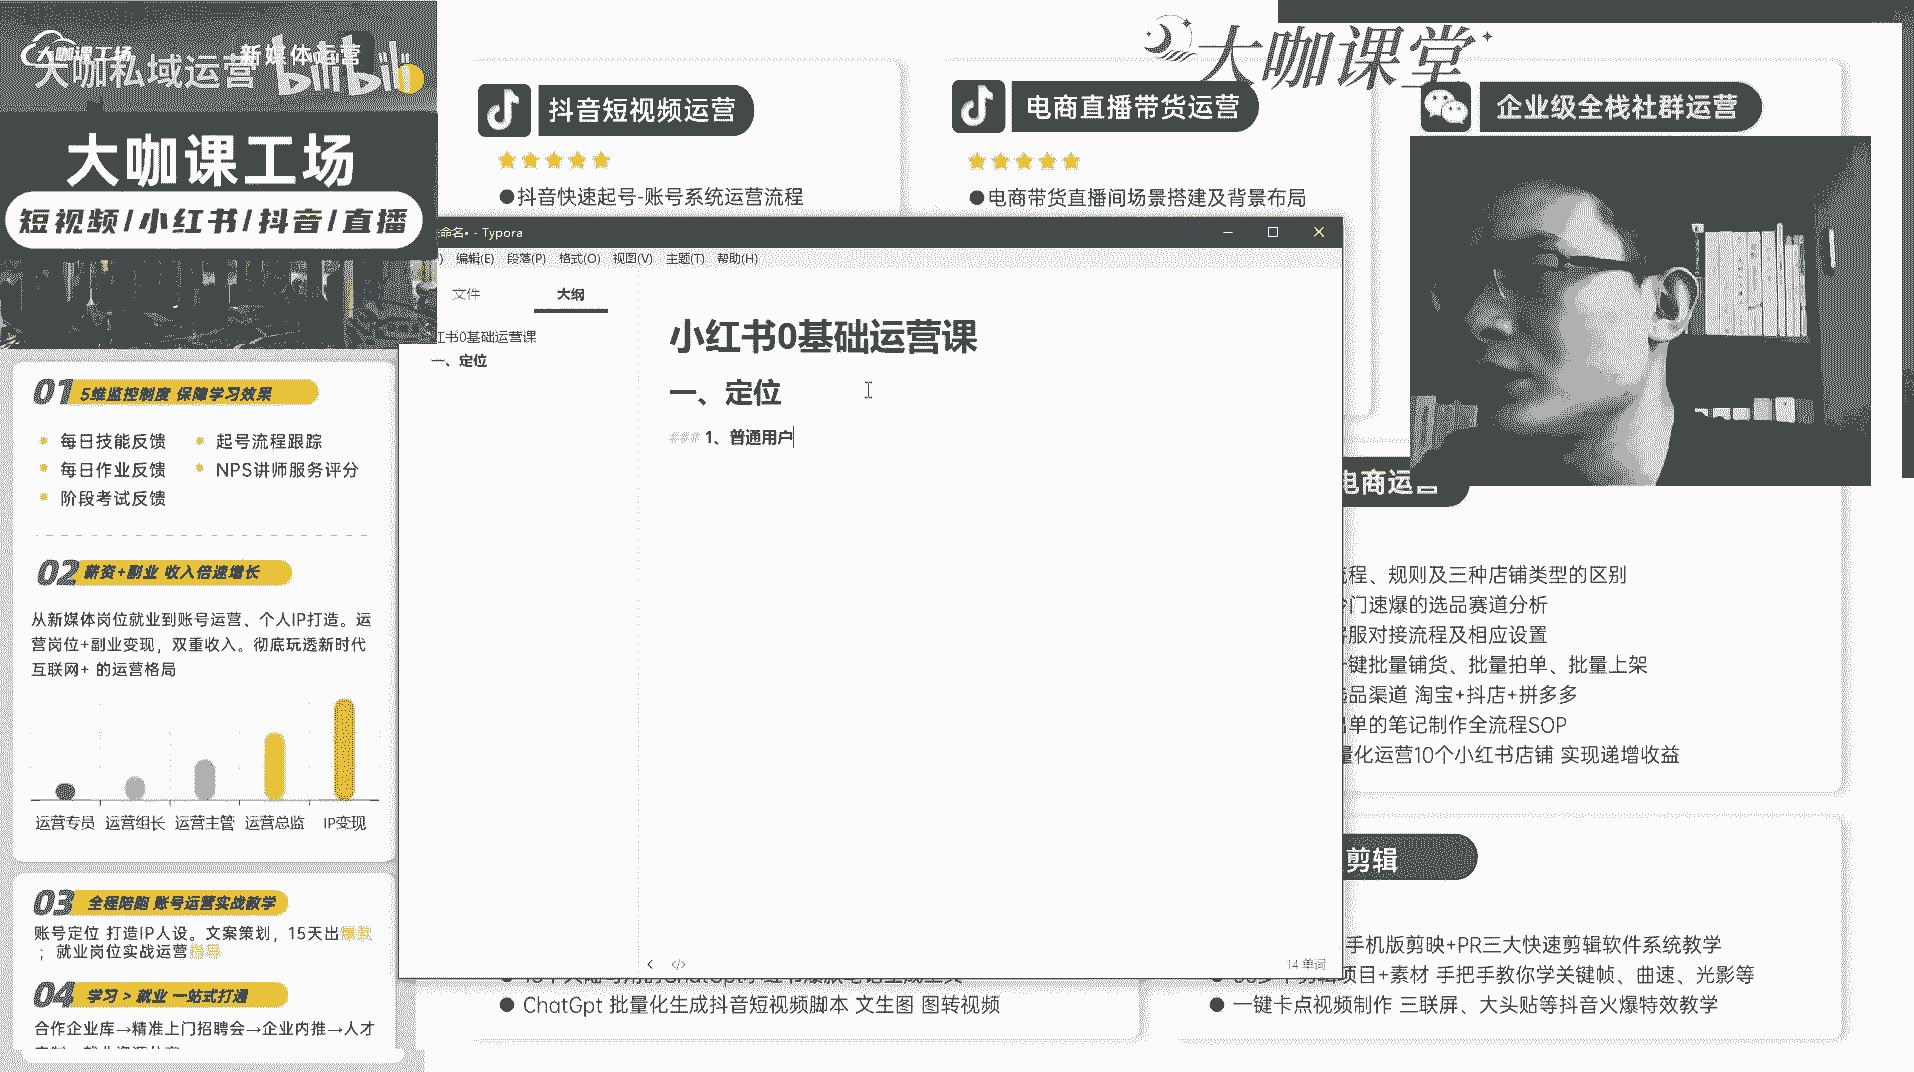 大咖课工场
新媒体运营
大咖私域运营
bilibili
大咖课工场
短视频/小红书/抖音/直播
01 5维监控制度 保障学习效果
每日技能反馈
起号流程跟踪
每日作业反馈
NPS讲师服务评分
阶段考试反馈
02 薪资+副业 收入倍速增长
从新媒体岗位就业到账号运营、个人IP打造。运
营岗位+副业变现，双重收入。彻底玩透新时代
互联网+ 的运营格局
运营专员 运营组长 运营主管 运营总监 IP变现
03 全程陪跑 账号运营实战教学
账号定位 打造IP人设。文案策划，15天出爆款
；就业岗位实战运营指导
04 学习 > 就业 一站式打通
合作企业库→精准上门招聘会→企业内推→人才
大咖课堂
抖音短视频运营
●抖音快速起号-账号系统运营流程
电商直播带货运营
●电商带货直播间场景搭建及背景布局
企业级全栈社群运营
命名• - Typora
) 编辑(E) 段落(P) 格式(O) 视图(V) 主题(T) 帮助(H)
文件 大纲
红书0基础运营课
一、定位
小红书0基础运营课
一、定位
### 1、普通用户
</> 14 单词
电商运营
流程、规则及三种店铺类型的区别
冷门速爆的选品赛道分析
客服对接流程及相应设置
一键批量铺货、批量拍单、批量上架
选品渠道 淘宝+抖店+拼多多
出单的笔记制作全流程SOP
量化运营10个小红书店铺 实现递增收益
剪辑
手机版剪映+PR三大快速剪辑软件系统教学
项目+素材 手把手教你学关键帧、曲速、光影等
● 一键卡点视频制作 三联屏、大头贴等抖音火爆特效教学
● ChatGpt 批量化生成抖音短视频脚本 文生图 图转视频